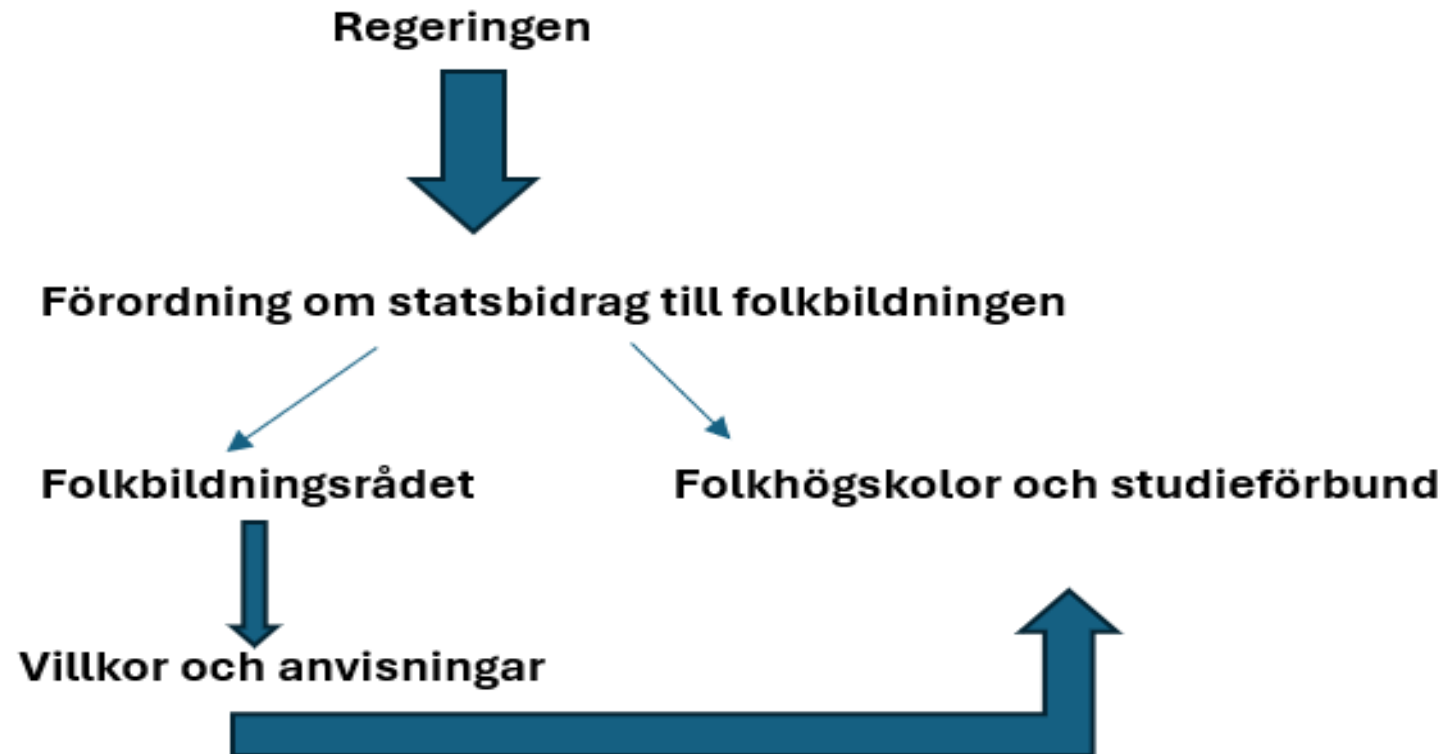 Regeringen
Förordning om statsbidrag till folkbildningen
Folkbildningsrådet
Folkhögskolor och studieförbund
Villkor och anvisningar